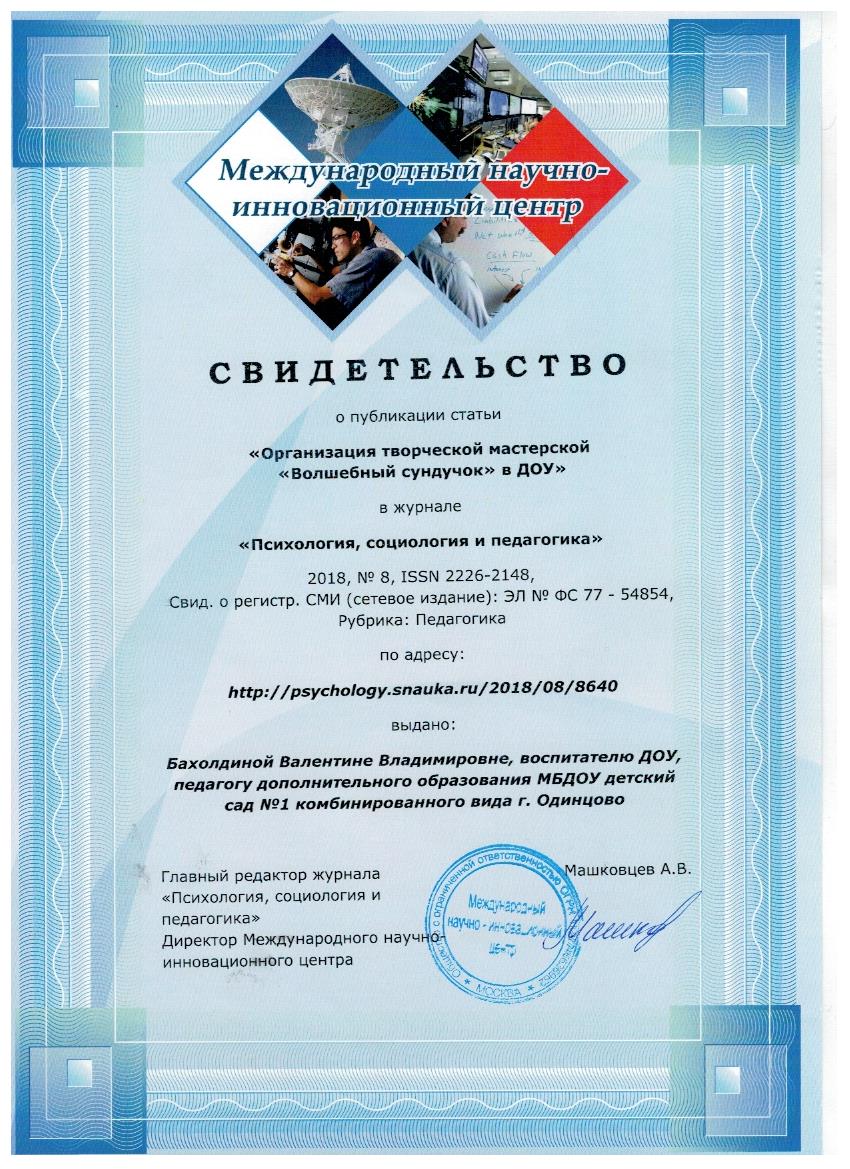 Международный научно-
инновационный центр
Cash Flow
СВИДЕТЕЛЬСТВО
о публикации статьи
«Организация творческой мастерской
«Волшебный сундучок» в ДОУ»
в журнале
«Психология, социология и педагогика»
2018, № 8, ISSN 2226-2148,
Свид. о регистр. СМИ (сетевое издание): ЭЛ № ФС 77 - 54854,
Рубрика: Педагогика
по адресу:
http://psychology.snauka.ru/2018/08/8640
выдано:
Бахолдиной Валентине Владимировне, воспитателю ДОУ,
педагогу дополнительного образования МБДОУ детский
сад №1 комбинированного вида г. Одинцово
Главный редактор журнала
«Психология, социология и
педагогика»
Директор Международного научно-
инновационного центра
Машковцев А.В.
с ограниченной ответственностью ОГРН
Международный
научно - инновационный
центр
МОСКВА